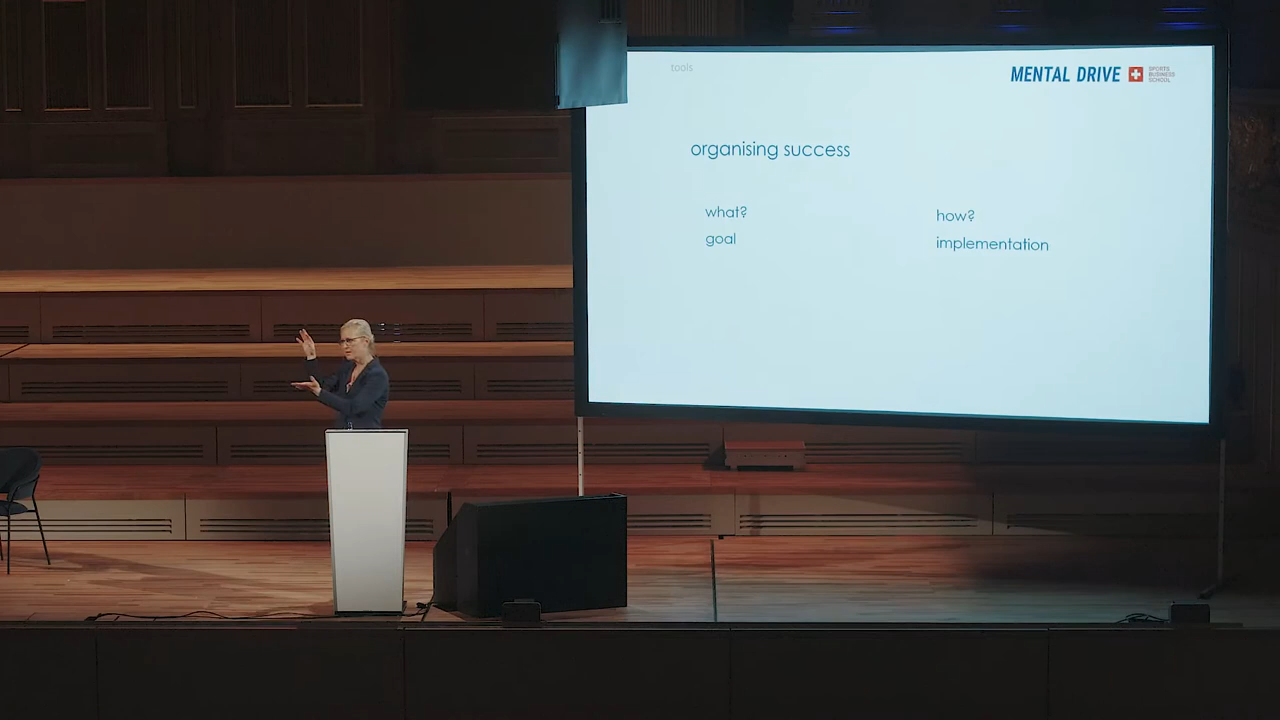 tools
MENTAL DRIVE
SPORTS
BUSINESS
SCHOOL
organising success
what?
how?
goal
implementation